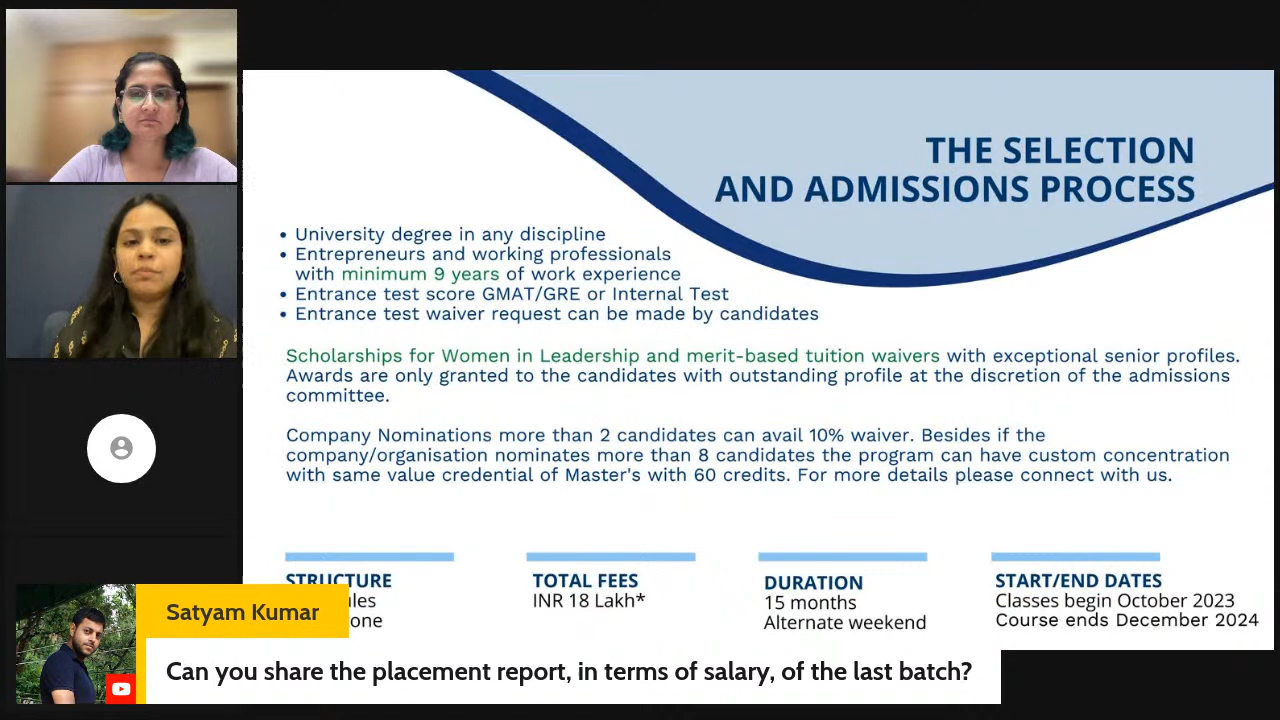 THE SELECTION
AND ADMISSIONS PROCESS
• University degree in any discipline
• Entrepreneurs and working professionals
with minimum 9 years of work experience
• Entrance test score GMAT/GRE or Internal Test
• Entrance test waiver request can be made by candidates
Scholarships for Women in Leadership and merit-based tuition waivers with exceptional senior profiles.
Awards are only granted to the candidates with outstanding profile at the discretion of the admissions
committee.
Company Nominations more than 2 candidates can avail 10% waiver. Besides if the
company/organisation nominates more than 8 candidates the program can have custom concentration
with same value credential of Master's with 60 credits. For more details please connect with us.
STRUCTURE
TOTAL FEES
INR 18 Lakh*
DURATION
15 months
Alternate weekend
START/END DATES
Classes begin October 2023
Course ends December 2024
Satyam Kumar
Can you share the placement report, in terms of salary, of the last batch?